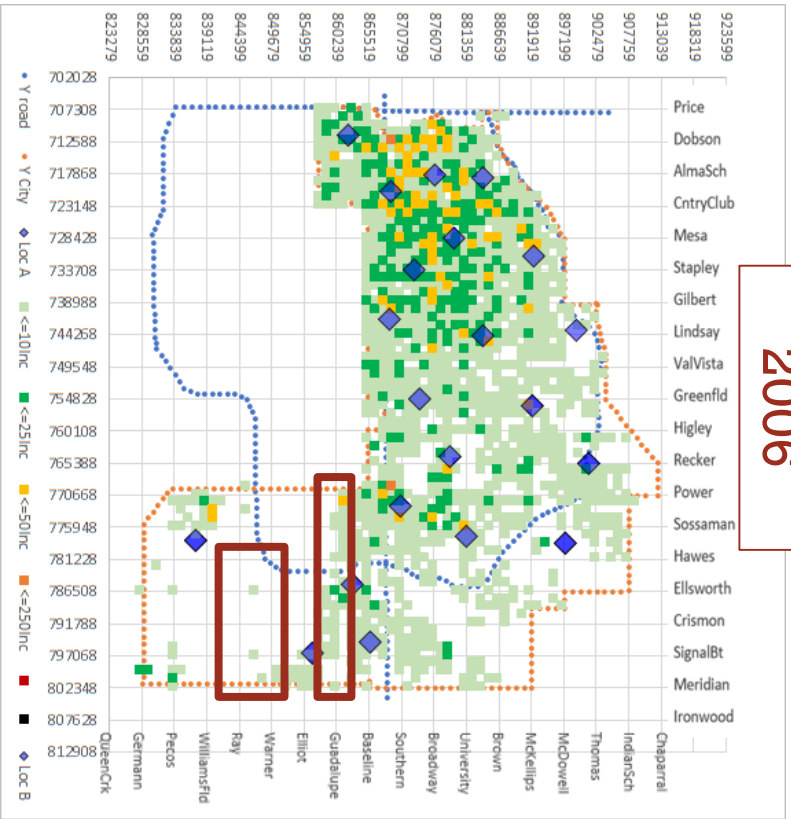 823279
828559
833839
839119
844399
849679
854959
860239
865519
870799
876079
881359
886639
891919
897199
902479
907759
913039
918319
923599
702028
707308
712588
717868
723148
728428
733708
738988
744268
749548
754828
760108
765388
770668
775948
781228
786508
791788
797068
802348
807628
812908
Price
Dobson
AlmaSch
CntryClub
Mesa
Stapley
Gilbert
Lindsay
ValVista
Greenfld
Higley
Recker
Power
Sossaman
Hawes
Ellsworth
Crismon
SignalBt
Meridian
Ironwood
QueenCrk
Germann
Pecos
WilliamsFld
Ray
Warner
Elliot
Guadalupe
Baseline
Southern
Broadway
University
Brown
McKellips
McDowell
Thomas
IndianSch
Chaparral
Y road
Y City
Loc A
<=10Inc
<=25Inc
<=50Inc
<=250Inc
Loc B
2006